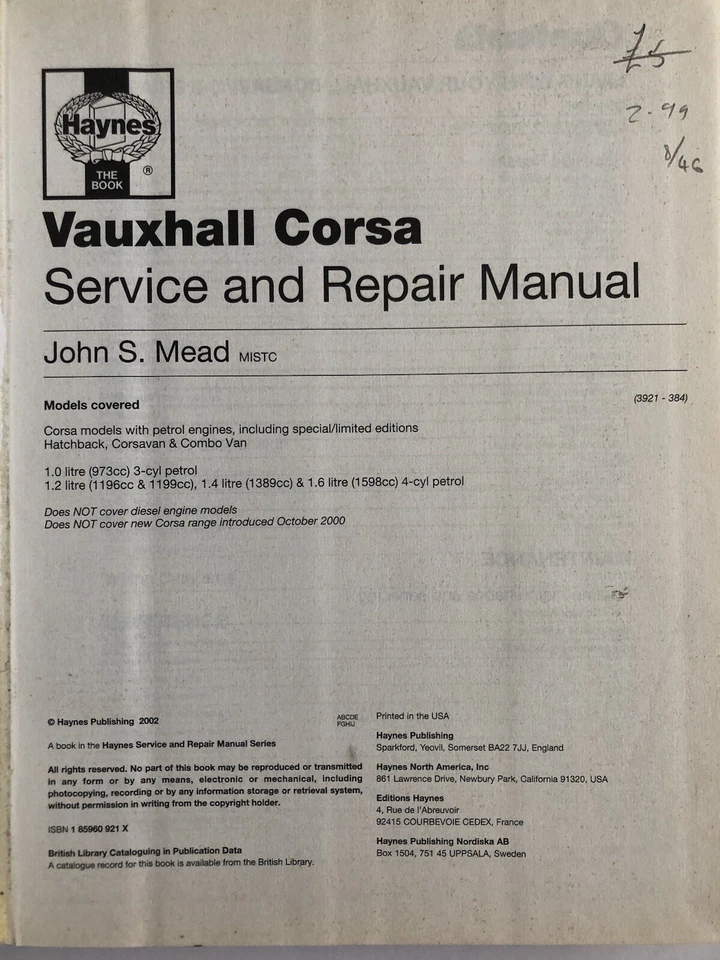 £5
2.99
8/46
Haynes
THE
BOOK
®
Vauxhall Corsa
Service and Repair Manual
John S. Mead MISTC
Models covered
(3921 - 384)
Corsa models with petrol engines, including special/limited editions
Hatchback, Corsavan & Combo Van
1.0 litre (973cc) 3-cyl petrol
1.2 litre (1196cc & 1199cc), 1.4 litre (1389cc) & 1.6 litre (1598cc) 4-cyl petrol
Does NOT cover diesel engine models
Does NOT cover new Corsa range introduced October 2000
© Haynes Publishing 2002
ABCDE
FGHIJ
A book in the Haynes Service and Repair Manual Series
All rights reserved. No part of this book may be reproduced or transmitted
in any form or by any means, electronic or mechanical, including
photocopying, recording or by any information storage or retrieval system,
without permission in writing from the copyright holder.
ISBN 1 85960 921 X
British Library Cataloguing in Publication Data
A catalogue record for this book is available from the British Library.
Printed in the USA
Haynes Publishing
Sparkford, Yeovil, Somerset BA22 7JJ, England
Haynes North America, Inc
861 Lawrence Drive, Newbury Park, California 91320, USA
Editions Haynes
4, Rue de l'Abreuvoir
92415 COURBEVOIE CEDEX, France
Haynes Publishing Nordiska AB
Box 1504, 751 45 UPPSALA, Sweden